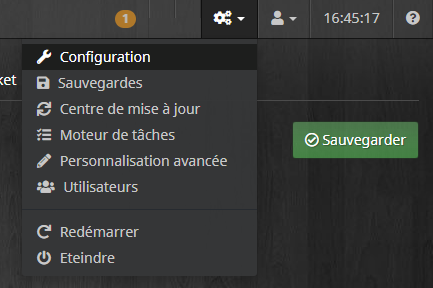 1
16:45:17
Configuration
ket
Sauvegardes
Centre de mise à jour
Moteur de tâches
Sauvegarder
Personnalisation avancée
Utilisateurs
Redémarrer
Eteindre